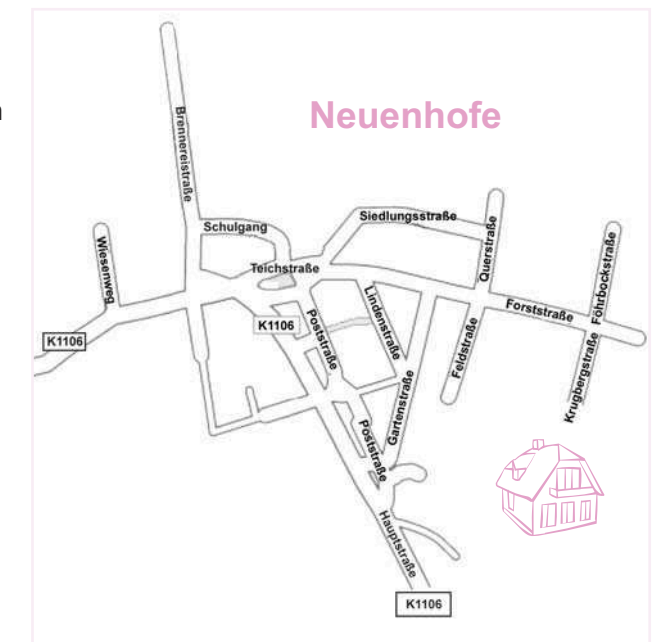 Neuenhofe
Brennereistraße
Siedlungsstraße
Schulgang
Querstraße
Föhrbockstraße
Wiesenweg
Teichstraße
Lindenstraße
Forststraße
K1106
Poststraße
K1106
Feldstraße
Krugbergstraße
Gartenstraße
Poststraße
Hauptstraße
K1106